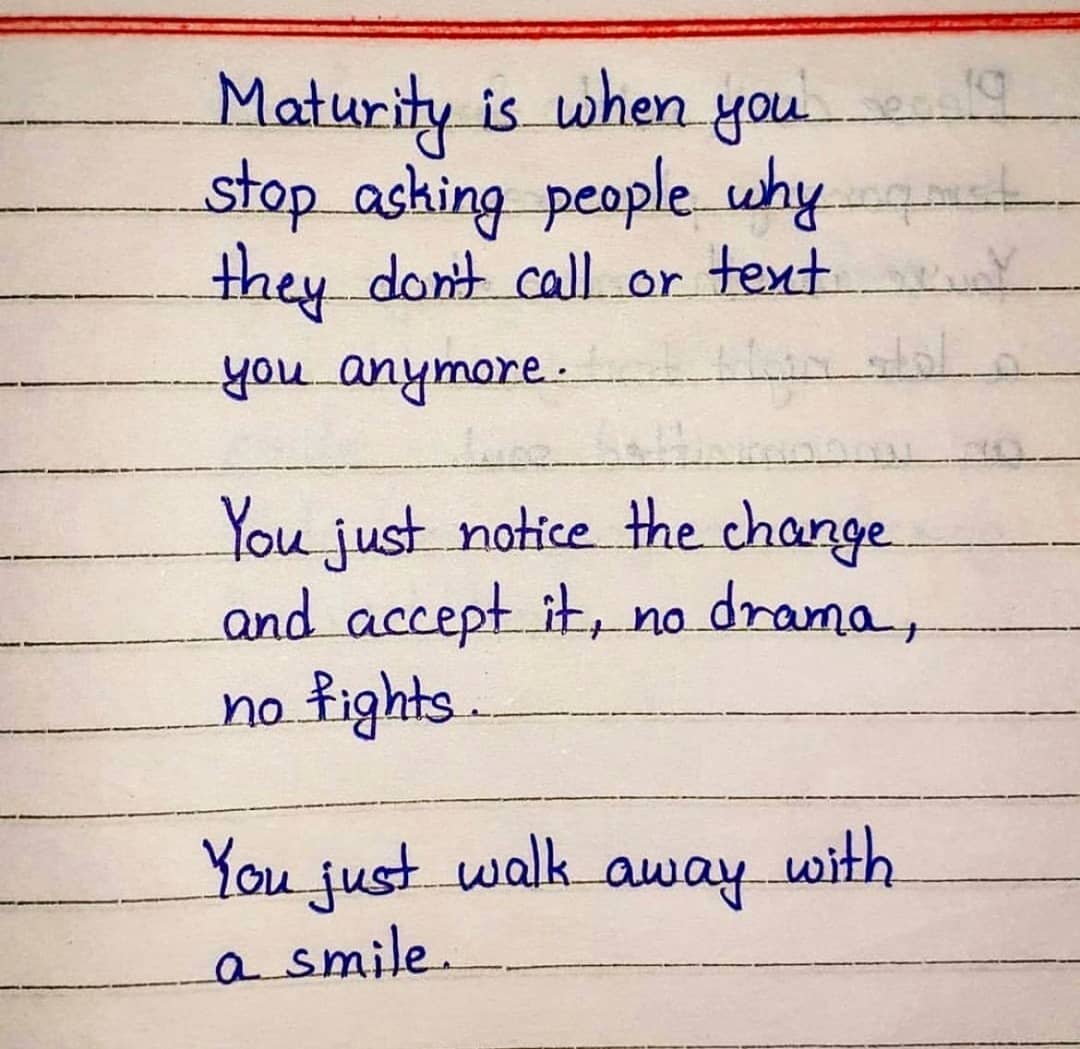 Maturity is when you
stop asking people why
they don't call or text
you anymore.
You just notice the change
and accept it, no drama,
no fights.
You just walk away with
a smile.